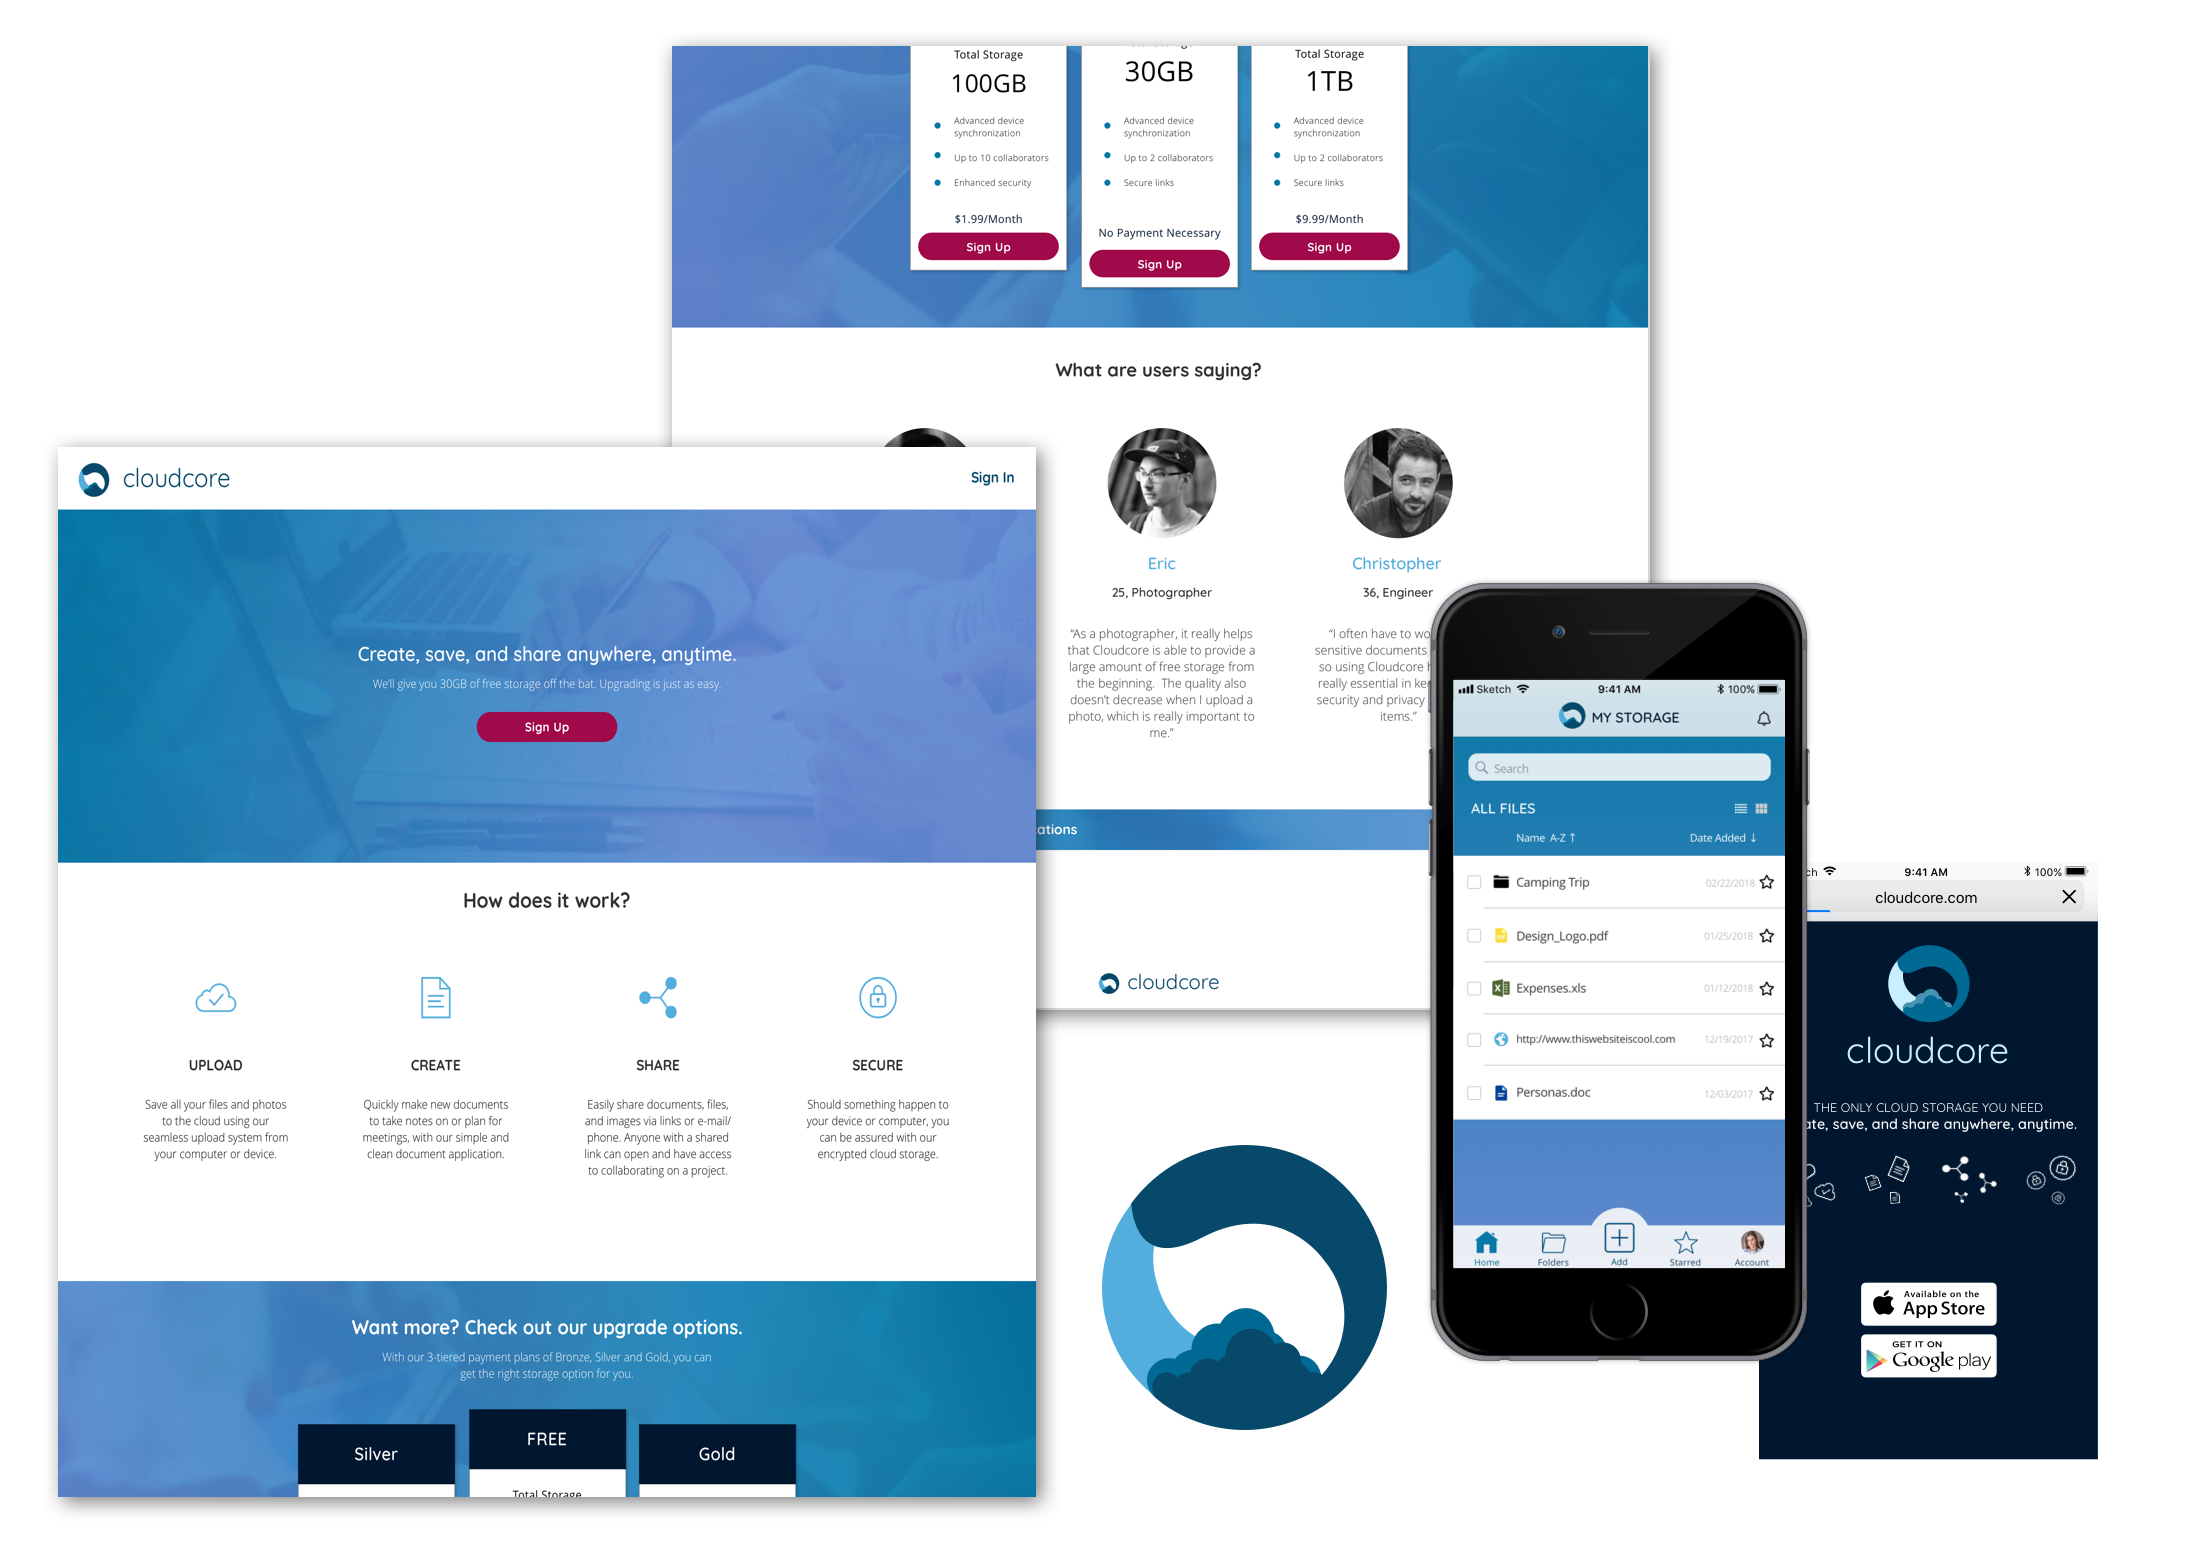 Total Storage
100GB
Advanced device
synchronization
Up to 10 collaborators
Enhanced security
$1.99/Month
Sign Up
30GB
Advanced device
synchronization
Up to 2 collaborators
Secure links
No Payment Necessary
Sign Up
Total Storage
1TB
Advanced device
synchronization
Up to 2 collaborators
Secure links
$9.99/Month
Sign Up
What are users saying?
Eric
25, Photographer
“As a photographer, it really helps
that Cloudcore is able to provide a
large amount of free storage from
the beginning. The quality also
doesn't decrease when I upload a
photo, which is really important to
me.”
Christopher
36, Engineer
“I often have to wo
sensitive documents
so using Cloudcore
really essential in ke
security and privacy
items.”
ations
cloudcore
cloudcore
Sign In
Create, save, and share anywhere, anytime.
We'll give you 30GB of free storage off the bat. Upgrading is just as easy.
Sign Up
How does it work?
UPLOAD
Save all your files and photos
to the cloud using our
seamless upload system from
your computer or device.
CREATE
Quickly make new documents
to take notes on or plan for
meetings, with our simple and
clean document application.
SHARE
Easily share documents, files,
and images via links or e-mail/
phone. Anyone with a shared
link can open and have access
to collaborating on a project.
SECURE
Should something happen to
your device or computer, you
can be assured with our
encrypted cloud storage.
Want more? Check out our upgrade options.
With our 3-tiered payment plans of Bronze, Silver and Gold, you can
get the right storage option for you.
Silver
FREE
Total Storage
Gold
Sketch 9:41 AM 100%
MY STORAGE
Search
ALL FILES
Name A-Z ↑ Date Added ↓
Camping Trip 02/22/2018
Design_Logo.pdf 01/25/2018
Expenses.xls 01/12/2018
http://www.thiswebsiteiscool.com 12/19/2017
Personas.doc 12/03/2017
Home Folders Add Starred Account
ch 9:41 AM 100%
cloudcore.com
cloudcore
THE ONLY CLOUD STORAGE YOU NEED
ate, save, and share anywhere, anytime.
Available on the
App Store
GET IT ON
Google play